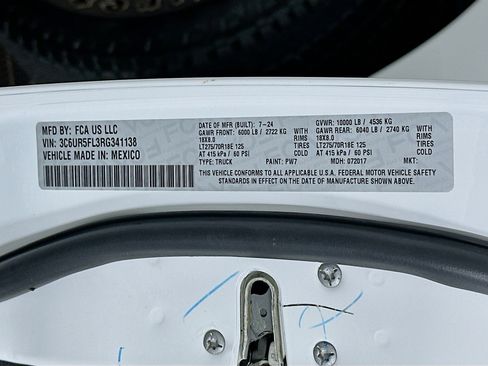 MFD BY: FCA US LLC
VIN: 3C6UR5FL3RG341138
VEHICLE MADE IN: MEXICO
DATE OF MFR (BUILT): 7-24
GAWR FRONT: 6000 LB / 2722 KG WITH
18X8.0 RIMS
LT275/70R18E 125 TIRES
AT 415 kPA / 60 PSI COLD
TYPE: TRUCK PAINT: PW7
GVWR: 10000 LB / 4536 KG
GAWR REAR: 6040 LB / 2740 KG WITH
18X8.0 RIMS
LT275/70R18E 125 TIRES
AT 415 kPA / 60 PSI COLD
MDH: 072017 MKT:
THIS VEHICLE CONFORMS TO ALL APPLICABLE U.S.A. FEDERAL MOTOR VEHICLE SAFETY
STANDARDS IN EFFECT ON THE DATE OF MANUFACTURE SHOWN ABOVE.